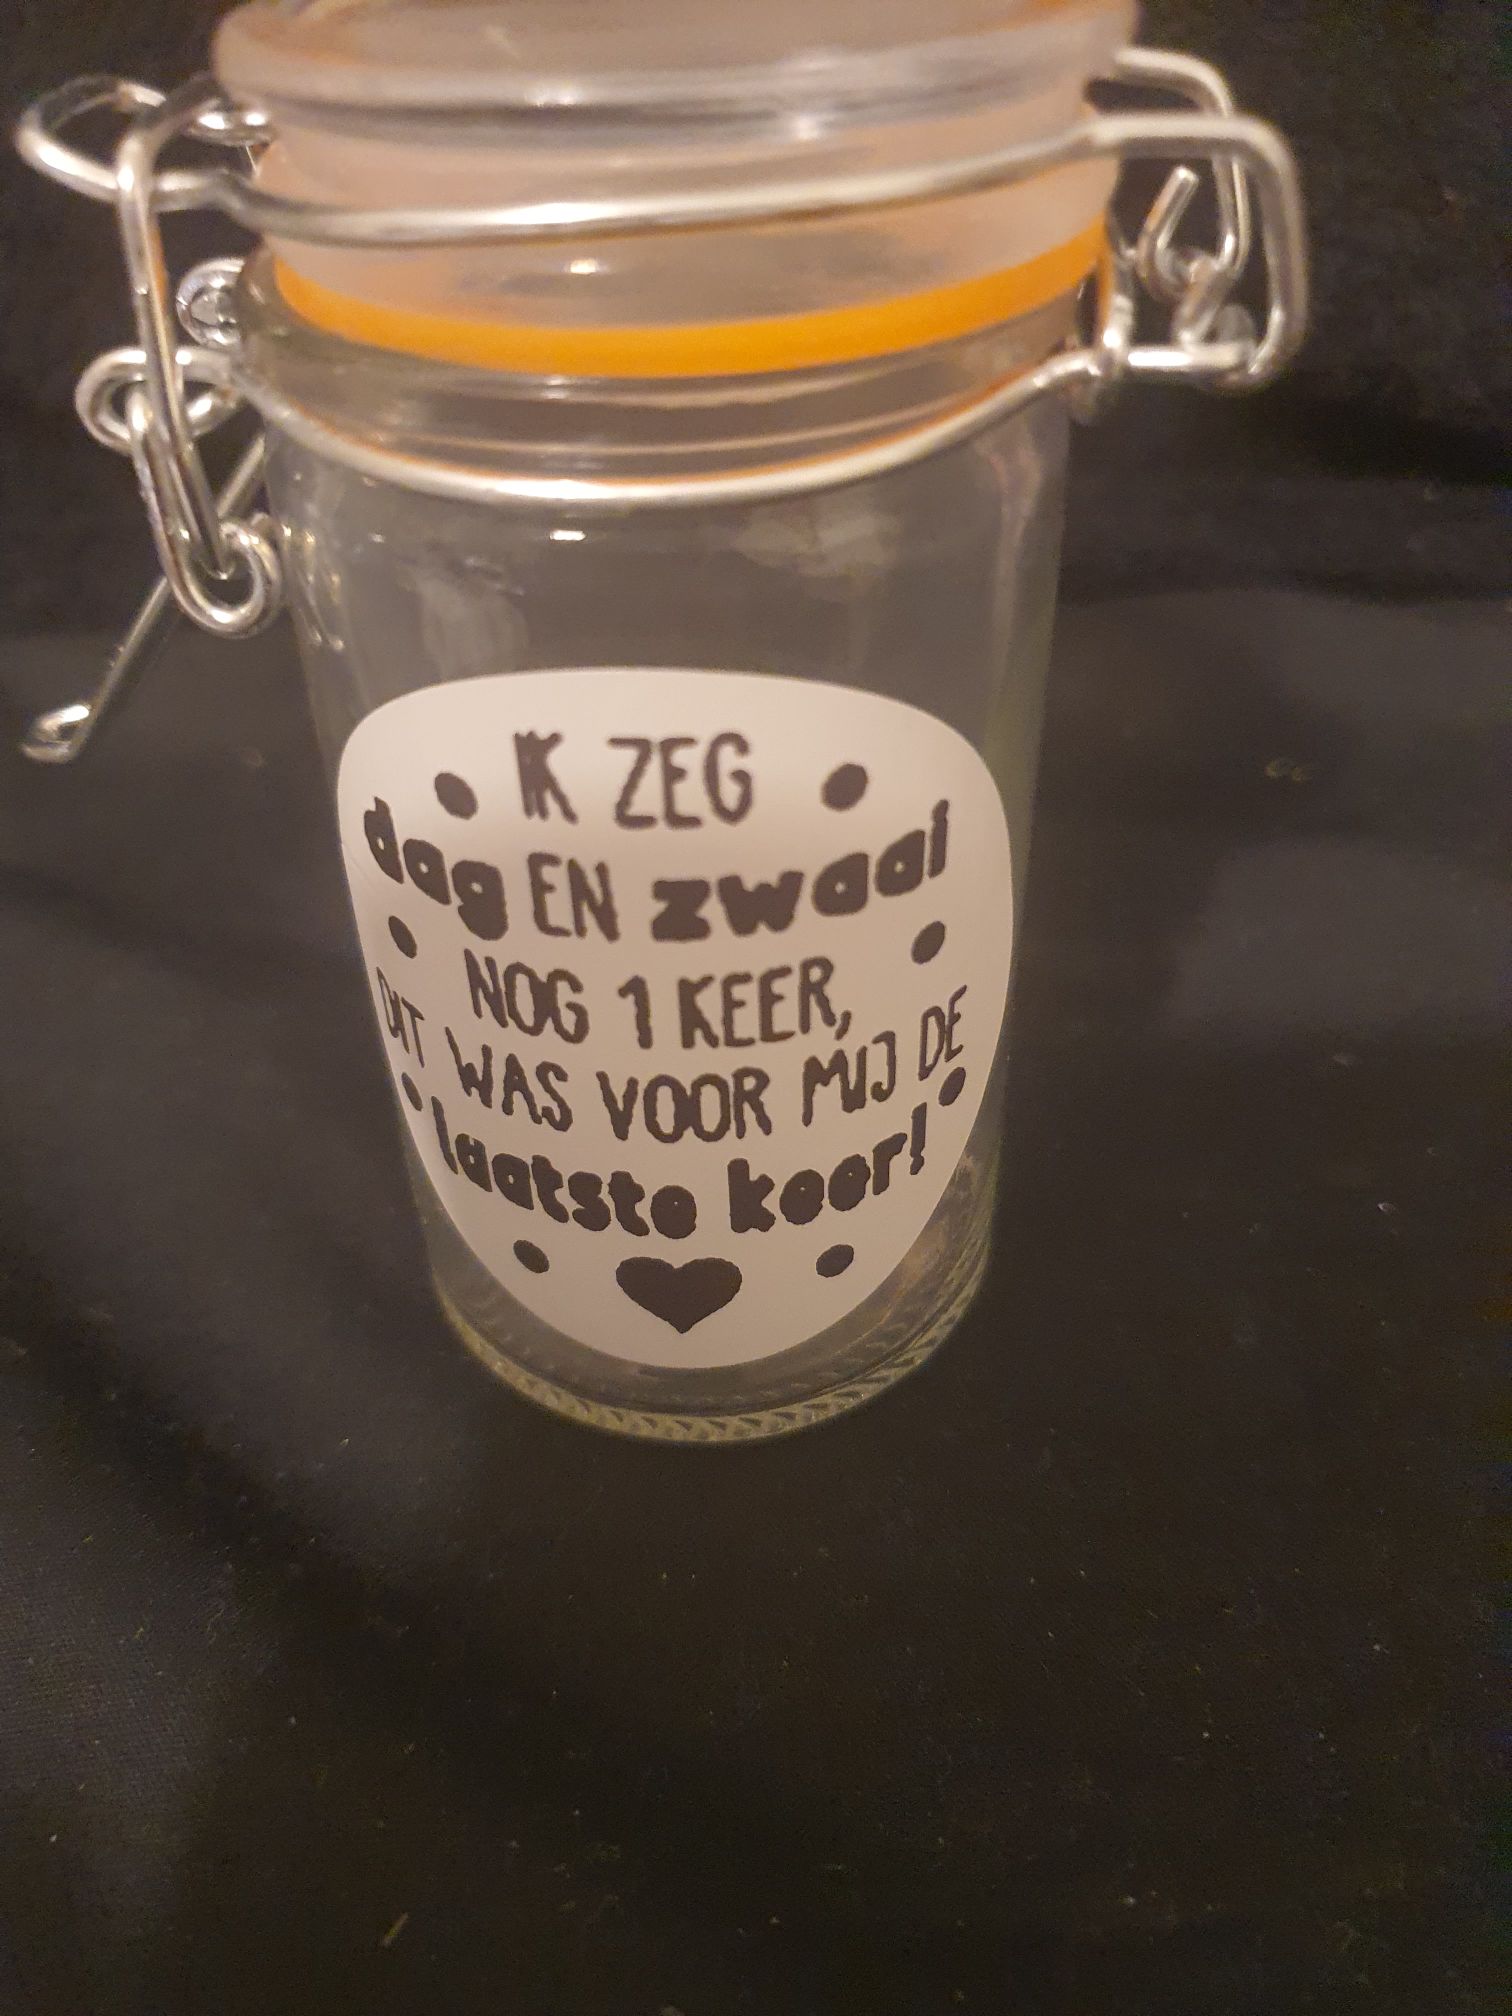 IK ZEG
dag EN zwaai
NOG 1 KEER,
DIT WAS VOOR MIJ DE
laatste keer!